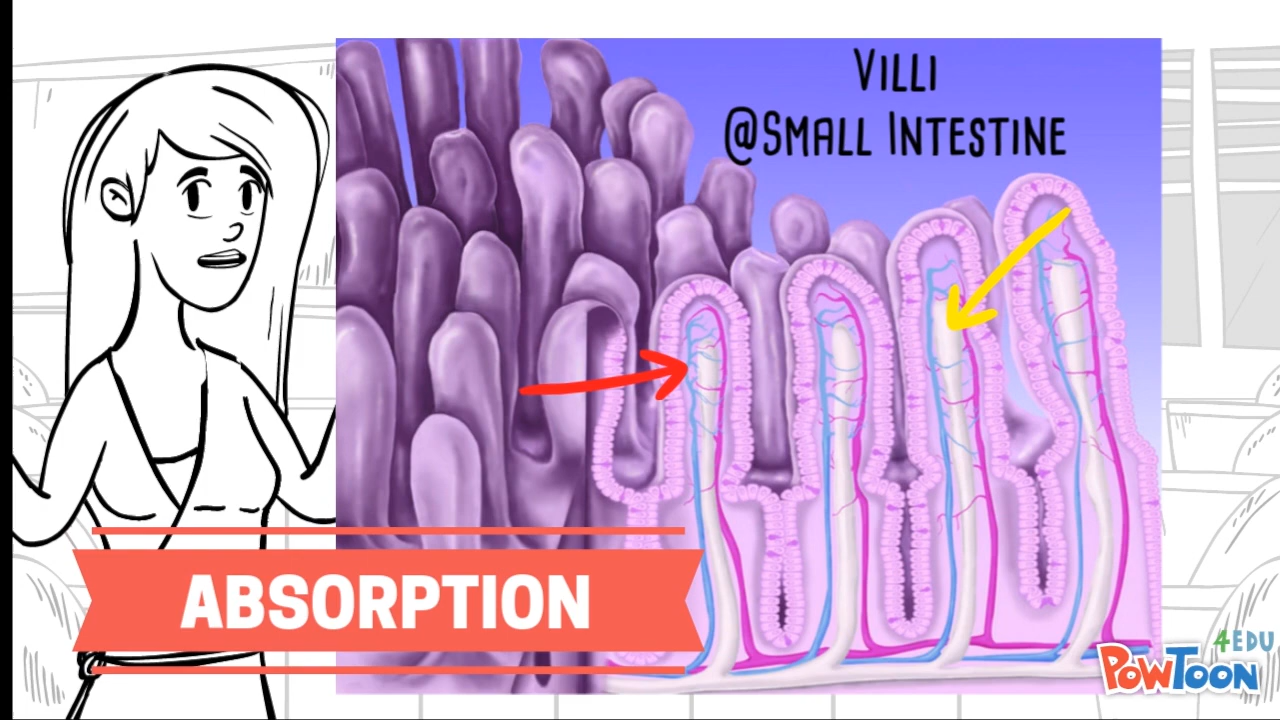 VILLI
@SMALL INTESTINE
ABSORPTION
4EDU
POWTOON